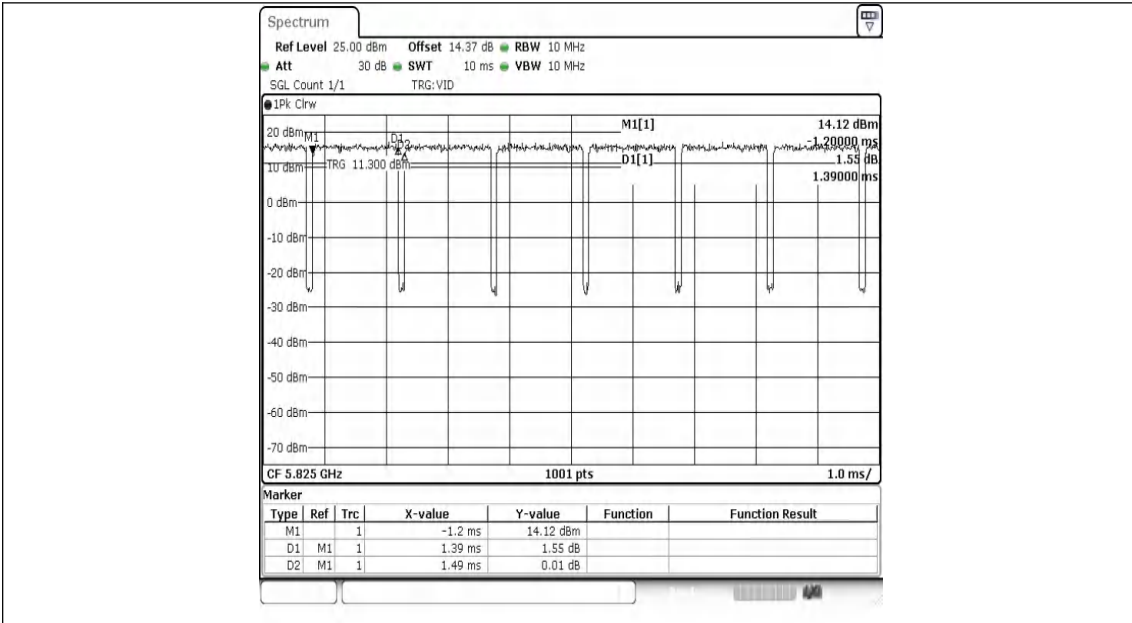 Spectrum
Ref Level 25.00 dBm Offset 14.37 dB RBW 10 MHz
Att 30 dB SWT 10 ms VBW 10 MHz
SGL Count 1/1 TRG:VID
1Pk Clrw
M1[1] 14.12 dBm
-1.20000 ms
D1[1] 1.55 dB
1.39000 ms
20 dBm
M1
D1
D2
10 dBm
TRG 11.300 dBm
0 dBm
-10 dBm
-20 dBm
-30 dBm
-40 dBm
-50 dBm
-60 dBm
-70 dBm
CF 5.825 GHz 1001 pts 1.0 ms/
Marker
Type Ref Trc X-value Y-value Function Function Result
M1 1 -1.2 ms 14.12 dBm
D1 M1 1 1.39 ms 1.55 dB
D2 M1 1 1.49 ms 0.01 dB